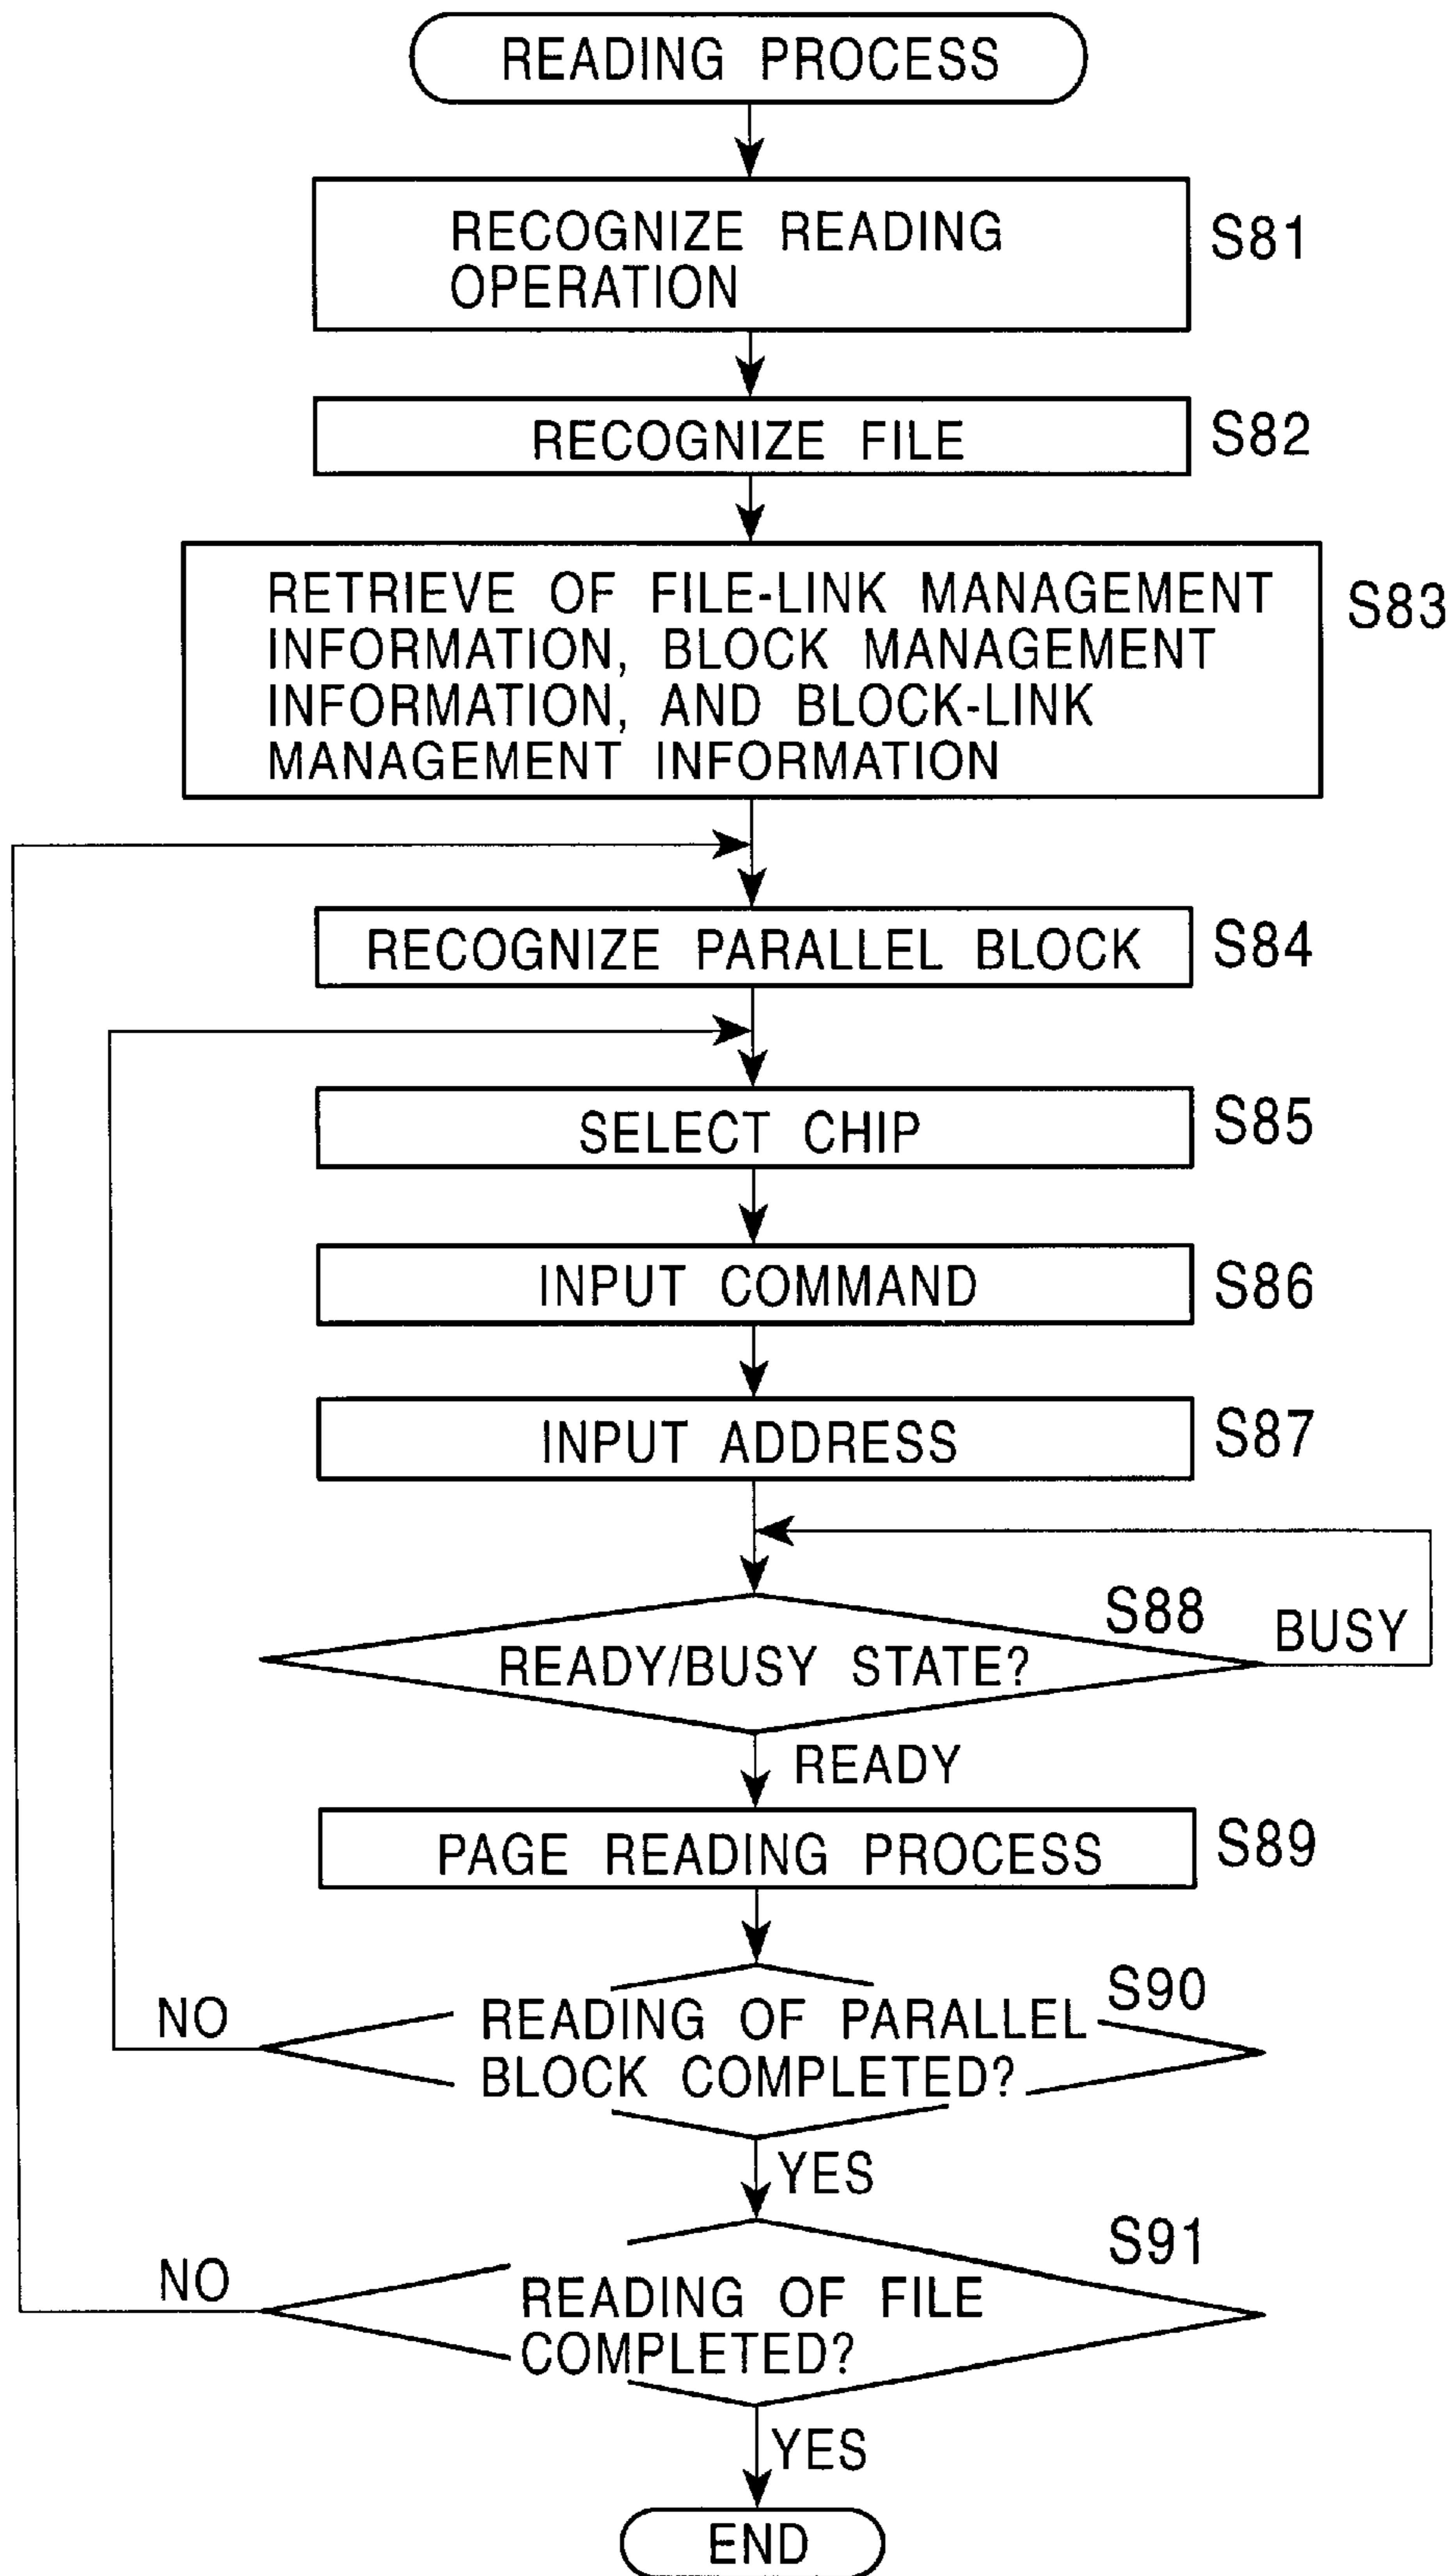 READING PROCESS
RECOGNIZE READING
OPERATION
S81
RECOGNIZE FILE
S82
RETRIEVE OF FILE-LINK MANAGEMENT
INFORMATION, BLOCK MANAGEMENT
INFORMATION, AND BLOCK-LINK
MANAGEMENT INFORMATION
S83
RECOGNIZE PARALLEL BLOCK
S84
SELECT CHIP
S85
INPUT COMMAND
S86
INPUT ADDRESS
S87
S88
READY/BUSY STATE?
BUSY
READY
PAGE READING PROCESS
S89
S90
READING OF PARALLEL
BLOCK COMPLETED?
NO
YES
S91
READING OF FILE
COMPLETED?
NO
YES
END